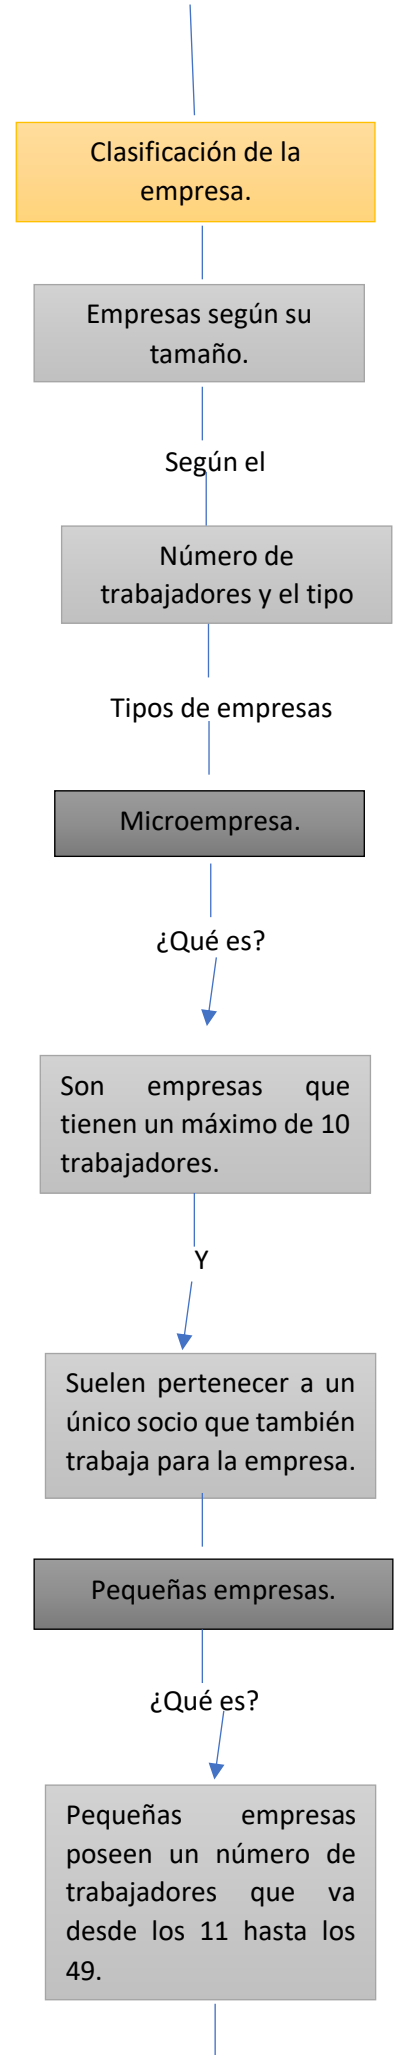 Clasificación de la
empresa.
Empresas según su
tamaño.
Según el
Número de
trabajadores y el tipo
Tipos de empresas
Microempresa.
¿Qué es?
Son empresas que
tienen un máximo de 10
trabajadores.
Y
Suelen pertenecer a un
único socio que también
trabaja para la empresa.
Pequeñas empresas.
¿Qué es?
Pequeñas empresas
poseen un número de
trabajadores que va
desde los 11 hasta los
49.